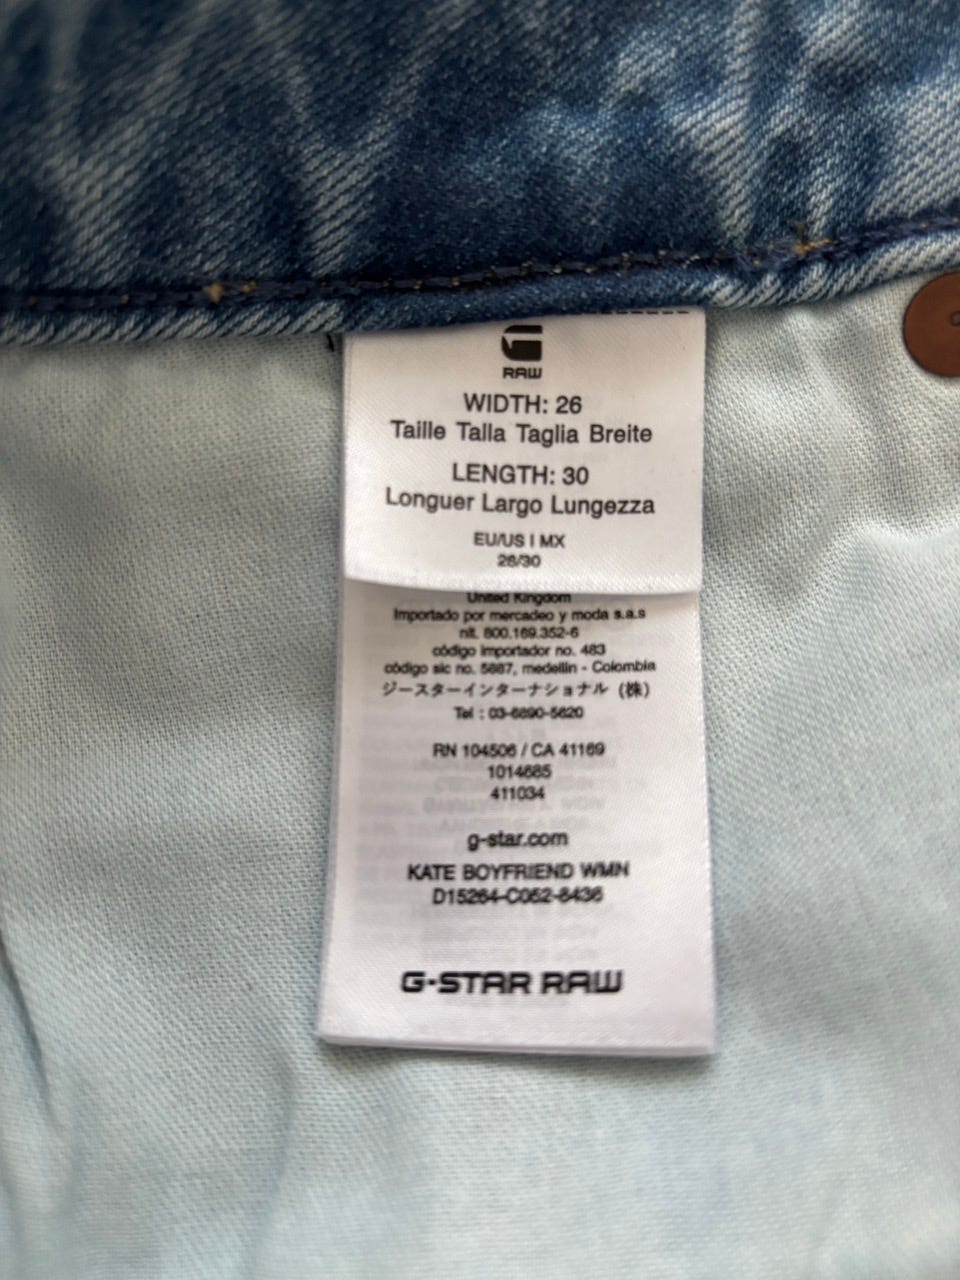 RAW
WIDTH: 26
Taille Talla Taglia Breite
LENGTH: 30
Longuer Largo Lungezza
EU/US | MX
26/30
United Kingdom
Importado por mercadeo y moda s.a.s
nit. 800.169.352-6
código importador no. 483
código sic no. 5887, medellin - Colombia
ジースターインターナショナル (株)
Tel : 03-6890-5620
RN 104506 / CA 41169
1014685
411034
g-star.com
KATE BOYFRIEND WMN
D15264-C052-8436
G-STAR RAW